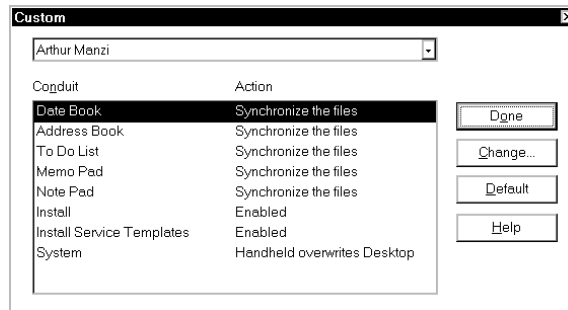 Custom
Arthur Manzi
Conduit Action
Date Book Synchronize the files
Address Book Synchronize the files
To Do List Synchronize the files
Memo Pad Synchronize the files
Note Pad Synchronize the files
Install Enabled
Install Service Templates Enabled
System Handheld overwrites Desktop
Done
Change...
Default
Help